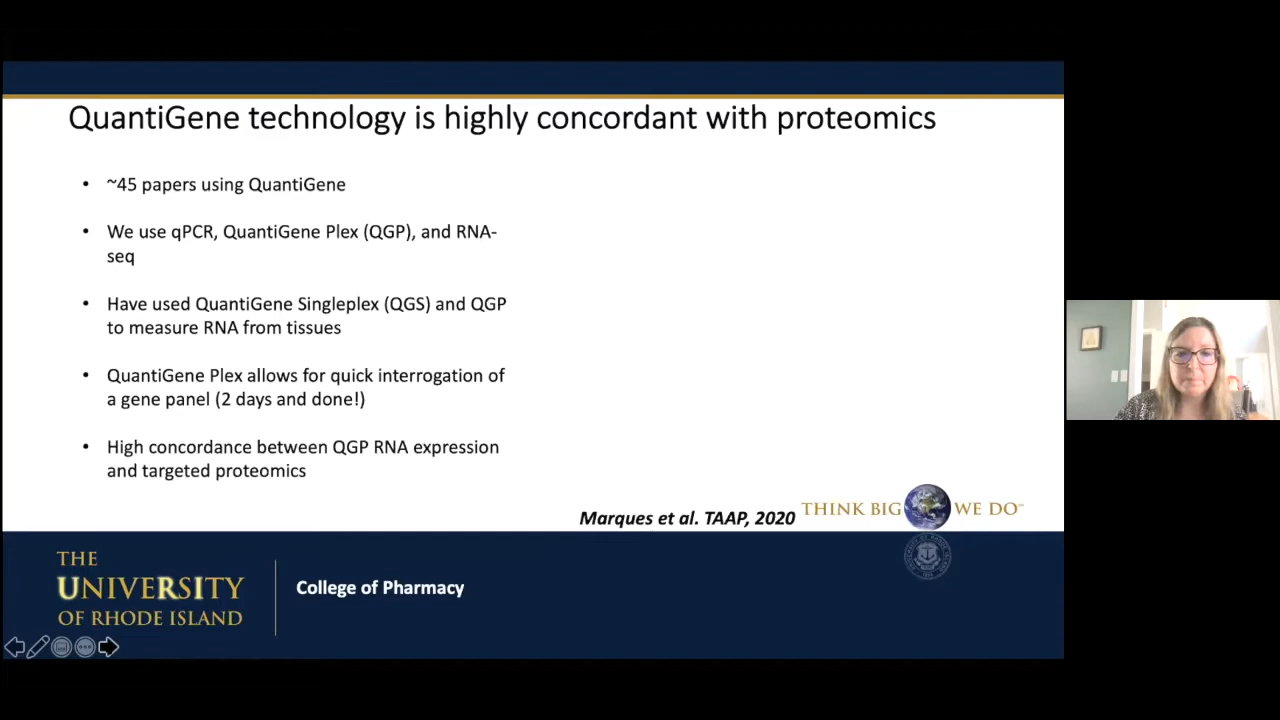 QuantiGene technology is highly concordant with proteomics
• ~45 papers using QuantiGene
• We use qPCR, QuantiGene Plex (QGP), and RNA-
seq
• Have used QuantiGene Singleplex (QGS) and QGP
to measure RNA from tissues
• QuantiGene Plex allows for quick interrogation of
a gene panel (2 days and done!)
• High concordance between QGP RNA expression
and targeted proteomics
Marques et al. TAAP, 2020
THINK BIG WE DO℠
THE
UNIVERSITY
OF RHODE ISLAND
College of Pharmacy